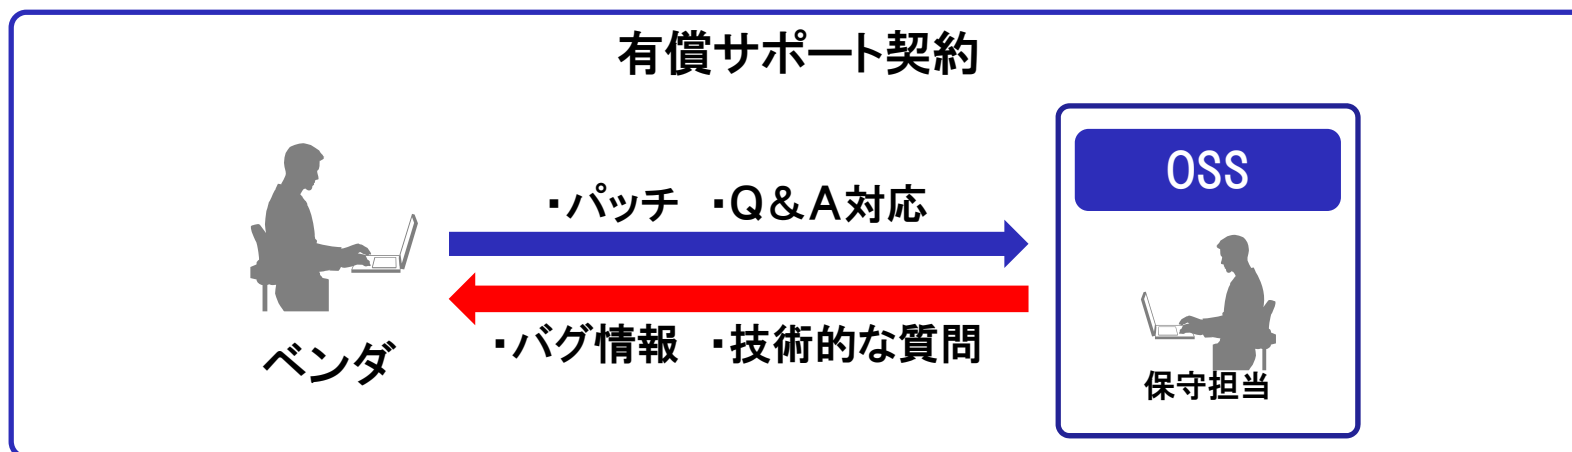 有償サポート契約
OSS
・パッチ ・Q&A対応
・バグ情報 ・技術的な質問
ベンダ
保守担当